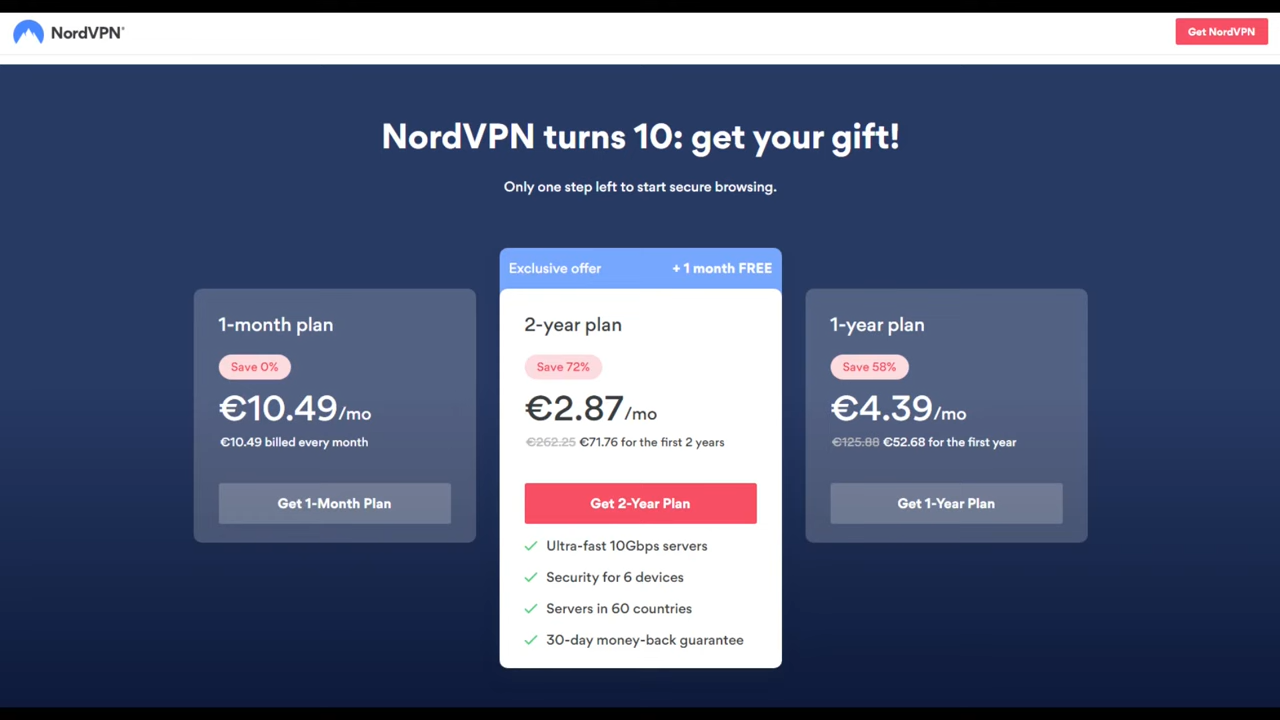 NordVPN®
Get NordVPN
NordVPN turns 10: get your gift!
Only one step left to start secure browsing.
1-month plan
Save 0%
€10.49/mo
€10.49 billed every month
Get 1-Month Plan
Exclusive offer + 1 month FREE
2-year plan
Save 72%
€2.87/mo
€262.25 €71.76 for the first 2 years
Get 2-Year Plan
Ultra-fast 10Gbps servers
Security for 6 devices
Servers in 60 countries
30-day money-back guarantee
1-year plan
Save 58%
€4.39/mo
€125.88 €52.68 for the first year
Get 1-Year Plan